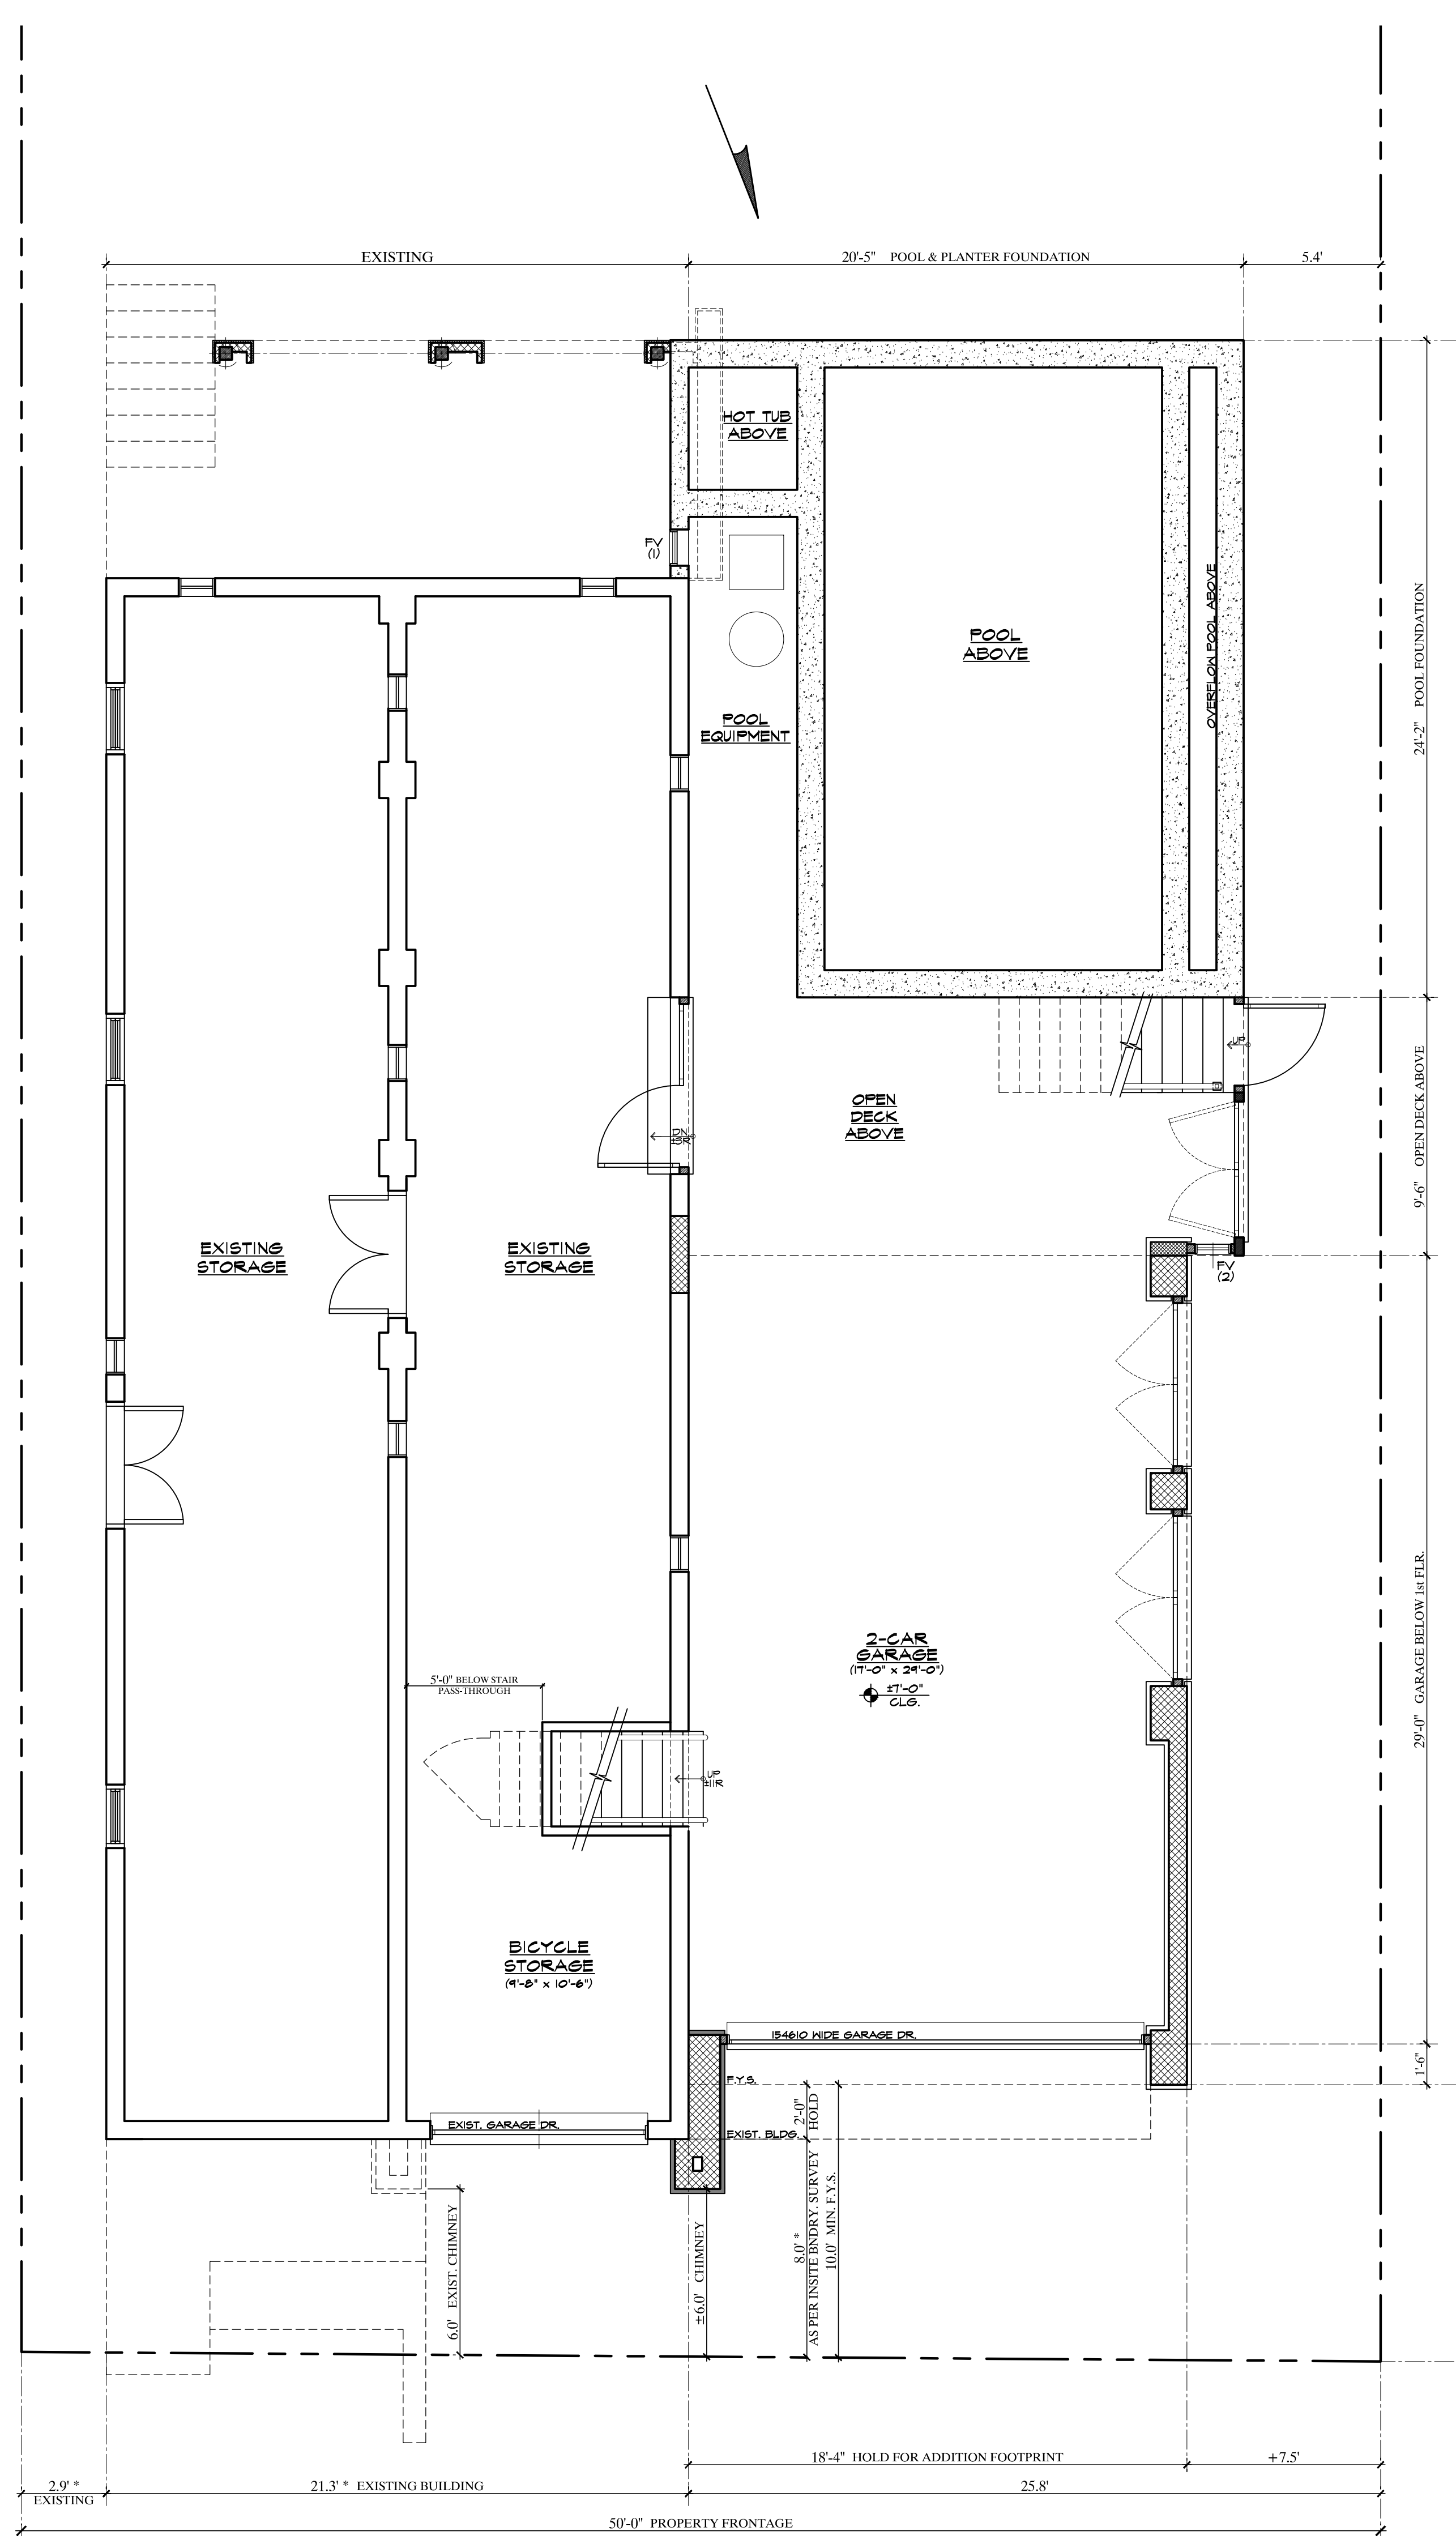 EXISTING
20'-5" POOL & PLANTER FOUNDATION
5.4'
HOT TUB
ABOVE
FV
(1)
POOL
ABOVE
OVERFLOW POOL ABOVE
24'-2" POOL FOUNDATION
POOL
EQUIPMENT
UP
DN
±3R
OPEN
DECK
ABOVE
9'-6" OPEN DECK ABOVE
EXISTING
STORAGE
EXISTING
STORAGE
FV
(2)
2-CAR
GARAGE
(17'-0" x 29'-0")
±7'-0"
CLG.
29'-0" GARAGE BELOW 1st FLR.
5'-0" BELOW STAIR
PASS-THROUGH
UP
±11R
BICYCLE
STORAGE
(9'-8" x 10'-6")
154610 WIDE GARAGE DR.
1'-6"
F.Y.S.
2'-0"
HOLD
EXIST. GARAGE DR.
EXIST. BLDG.
6.0' EXIST. CHIMNEY
±6.0' CHIMNEY
8.0' *
AS PER INSITE BNDRY. SURVEY
10.0' MIN. F.Y.S.
18'-4" HOLD FOR ADDITION FOOTPRINT
+7.5'
2.9' *
EXISTING
21.3' * EXISTING BUILDING
25.8'
50'-0" PROPERTY FRONTAGE